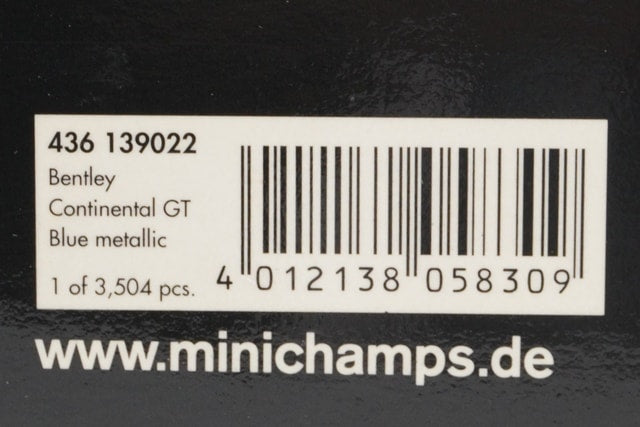 436 139022
Bentley
Continental GT
Blue metallic
1 of 3,504 pcs.
4 012138 058309
www.minichamps.de